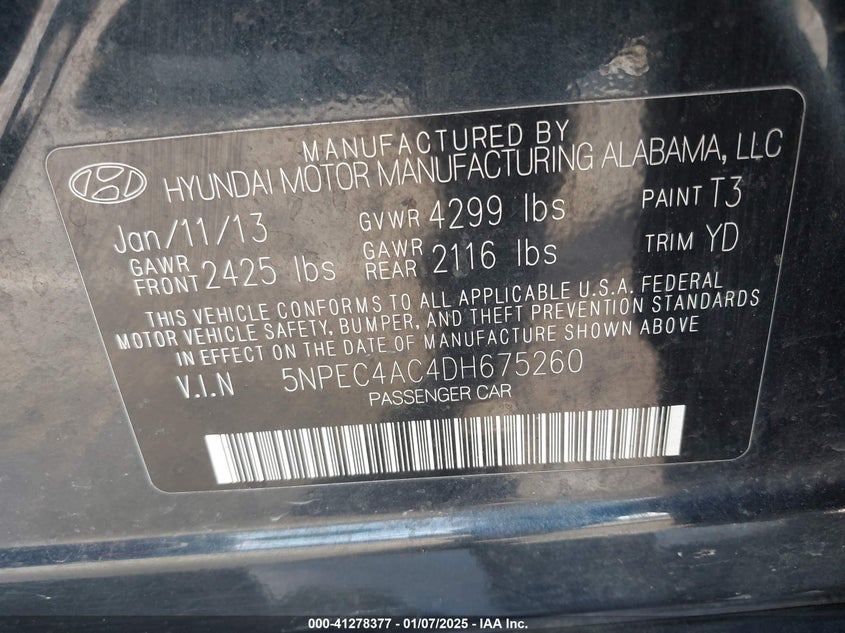 MANUFACTURED BY
HYUNDAI MOTOR MANUFACTURING ALABAMA, LLC
Jan/11/13 GVWR 4299 lbs PAINT T3
GAWR FRONT 2425 lbs GAWR REAR 2116 lbs TRIM YD
THIS VEHICLE CONFORMS TO ALL APPLICABLE U.S.A. FEDERAL
MOTOR VEHICLE SAFETY, BUMPER, AND THEFT PREVENTION STANDARDS
IN EFFECT ON THE DATE OF MANUFACTURE SHOWN ABOVE
V.I.N 5NPEC4AC4DH675260
PASSENGER CAR
000-41278377 - 01/07/2025 - IAA Inc.